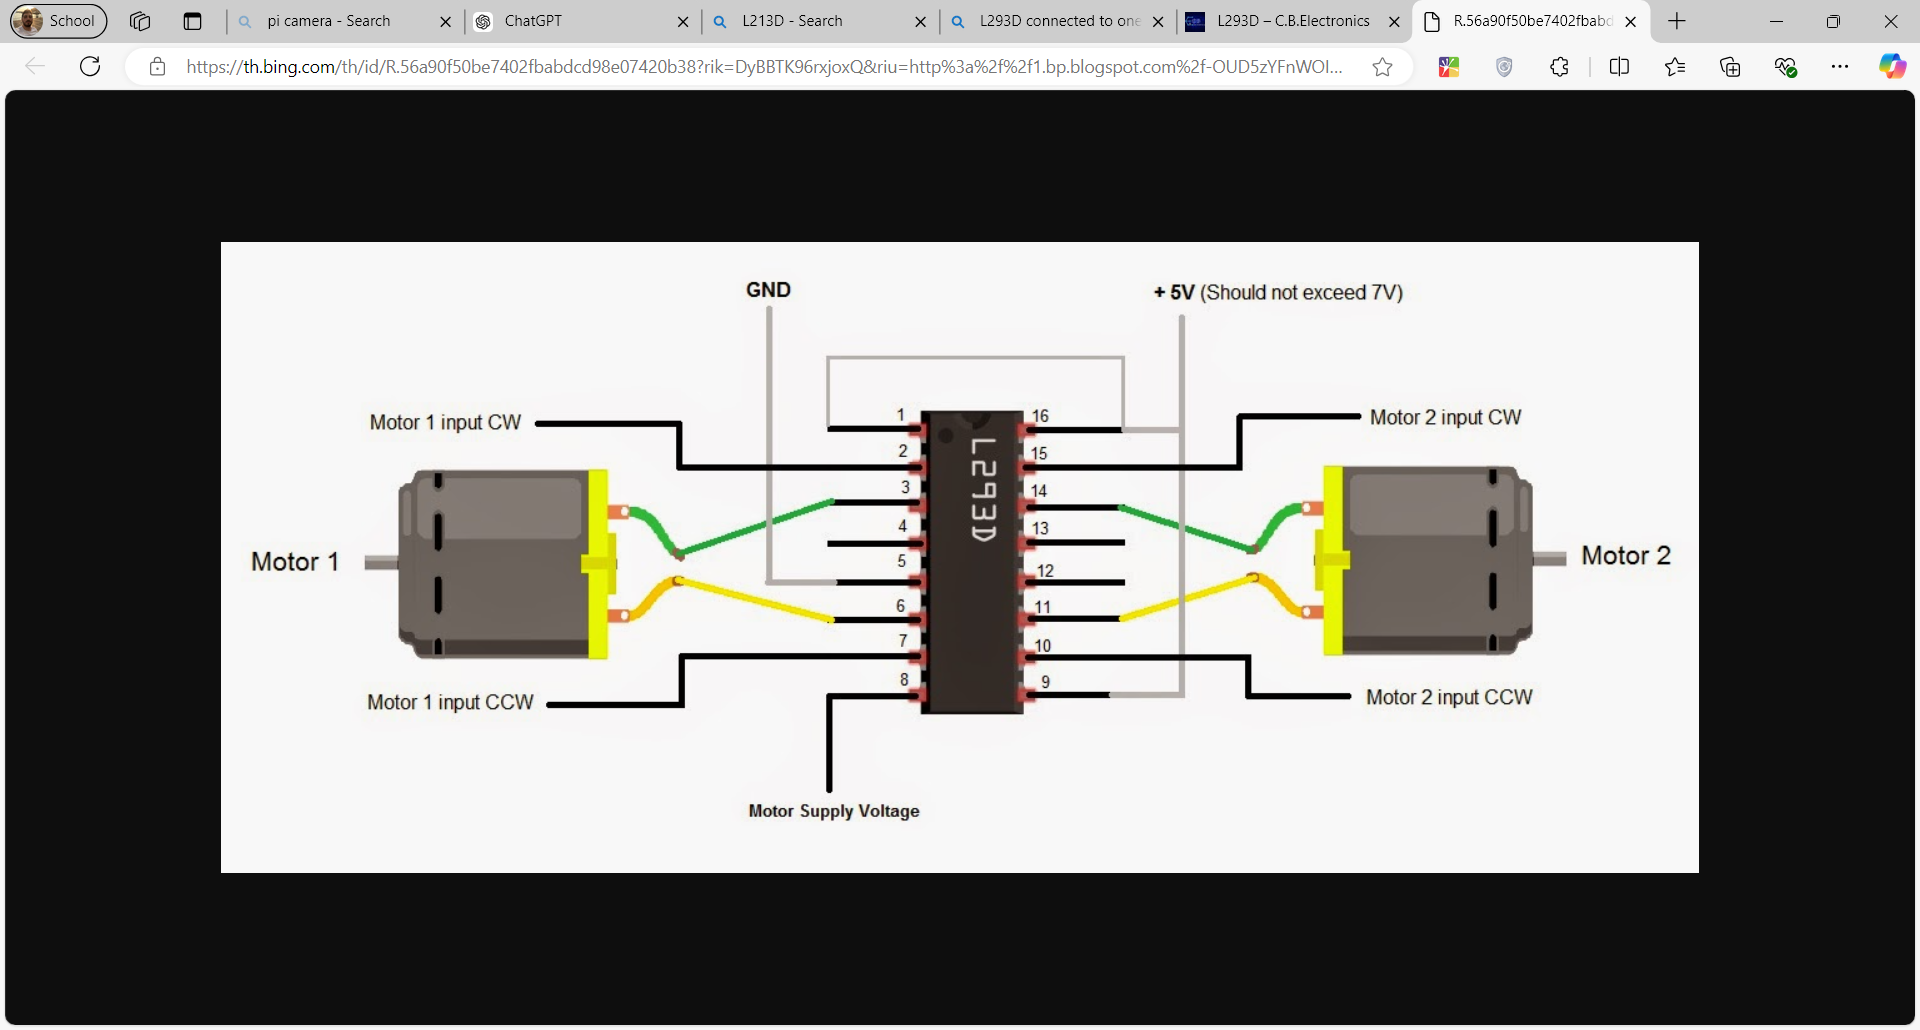 School
pi camera - Search
ChatGPT
L213D - Search
L293D connected to one
L293D – C.B.Electronics
R.56a90f50be7402fbabd
https://th.bing.com/th/id/R.56a90f50be7402fbabdcd98e07420b38?rik=DyBBTK96rxjoxQ&riu=http%3a%2f%2f1.bp.blogspot.com%2f-OUD5zYFnWOI...
GND
+ 5V (Should not exceed 7V)
Motor 1 input CW
1
16
Motor 2 input CW
2
15
3
14
4
13
Motor 1
5
12
Motor 2
6
11
7
10
8
9
L293D
Motor 1 input CCW
Motor 2 input CCW
Motor Supply Voltage